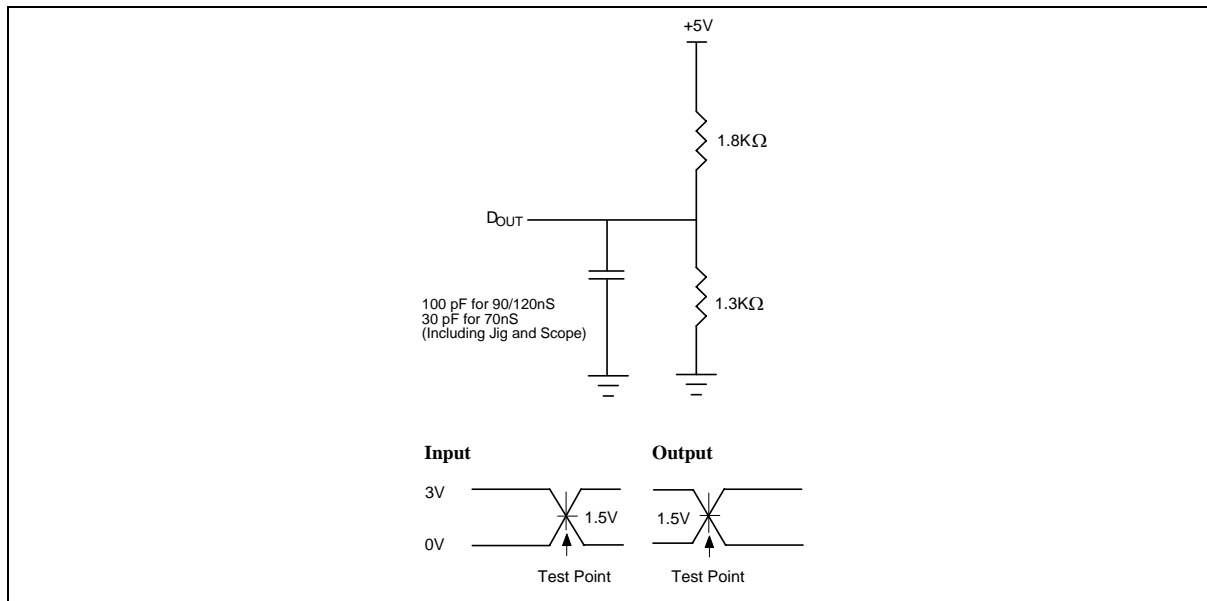 +5V
1.8KΩ
DOUT
100 pF for 90/120nS
30 pF for 70nS
(Including Jig and Scope)
1.3KΩ
Input
Output
3V
1.5V
1.5V
0V
Test Point
Test Point